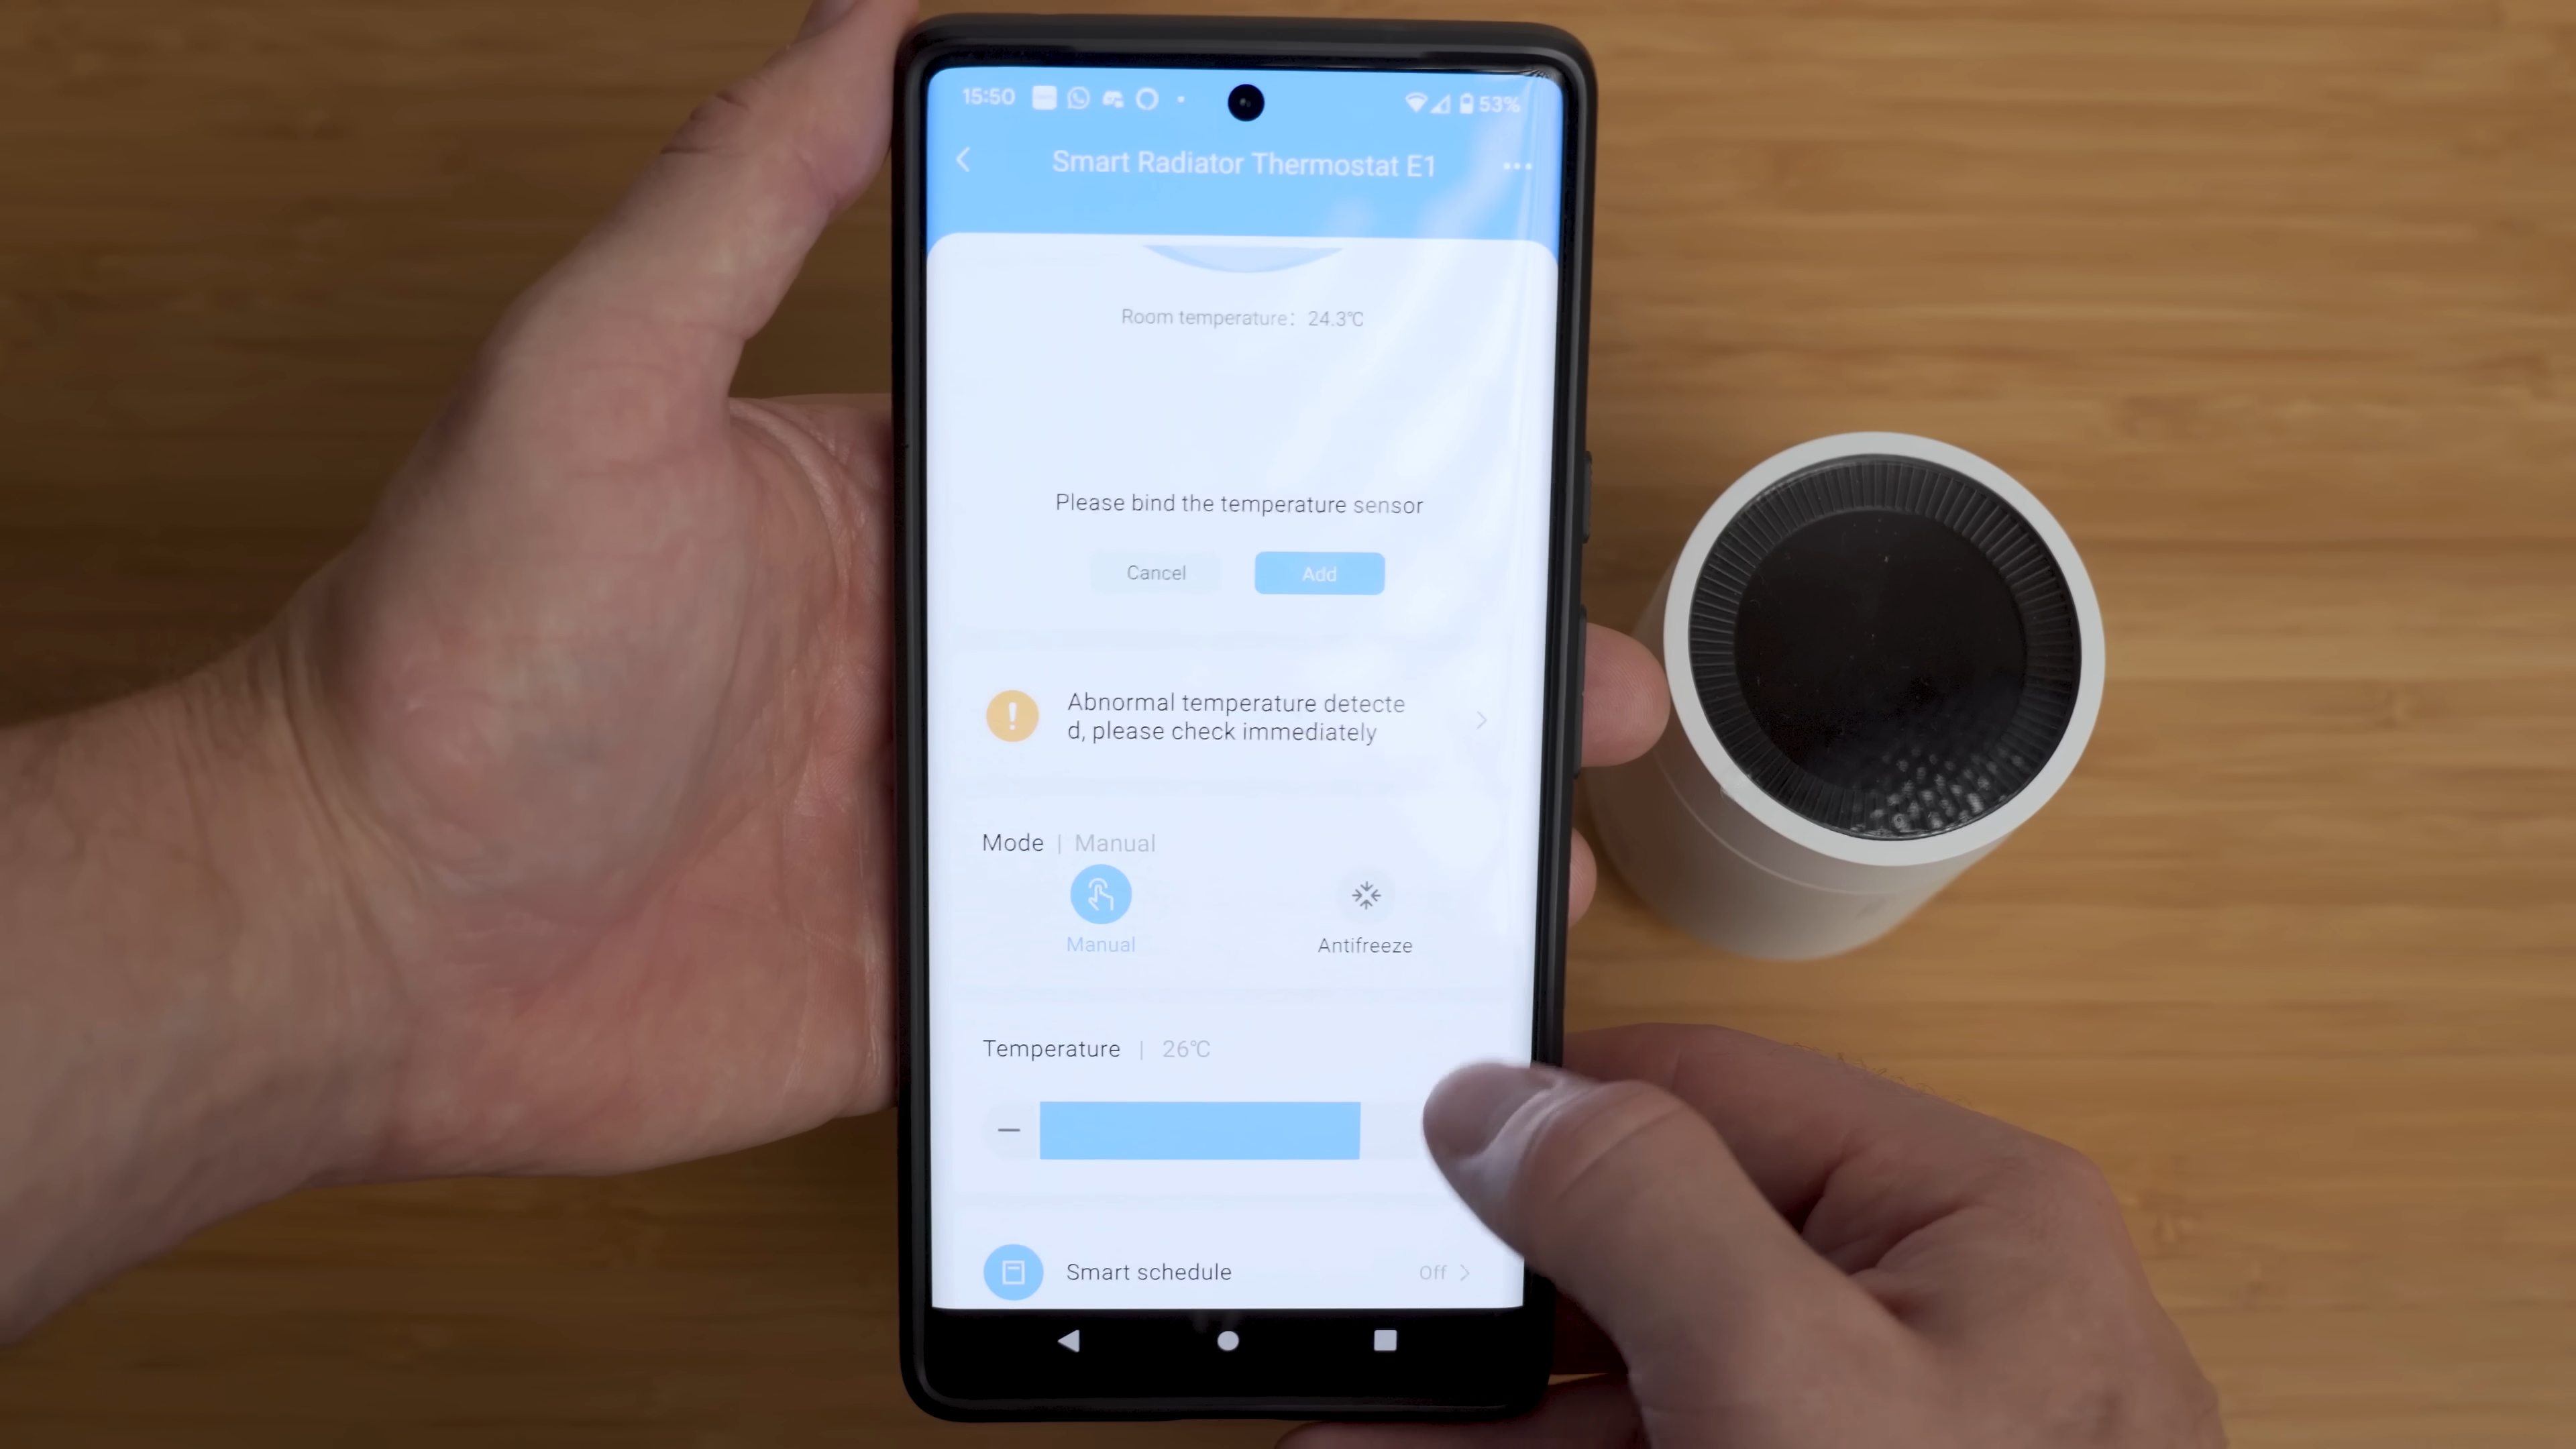 15:50
53%
Smart Radiator Thermostat E1
Room temperature: 24.3℃
Please bind the temperature sensor
Cancel Add
Abnormal temperature detecte
d, please check immediately
Mode | Manual
Manual Antifreeze
Temperature | 26℃
Smart schedule Off